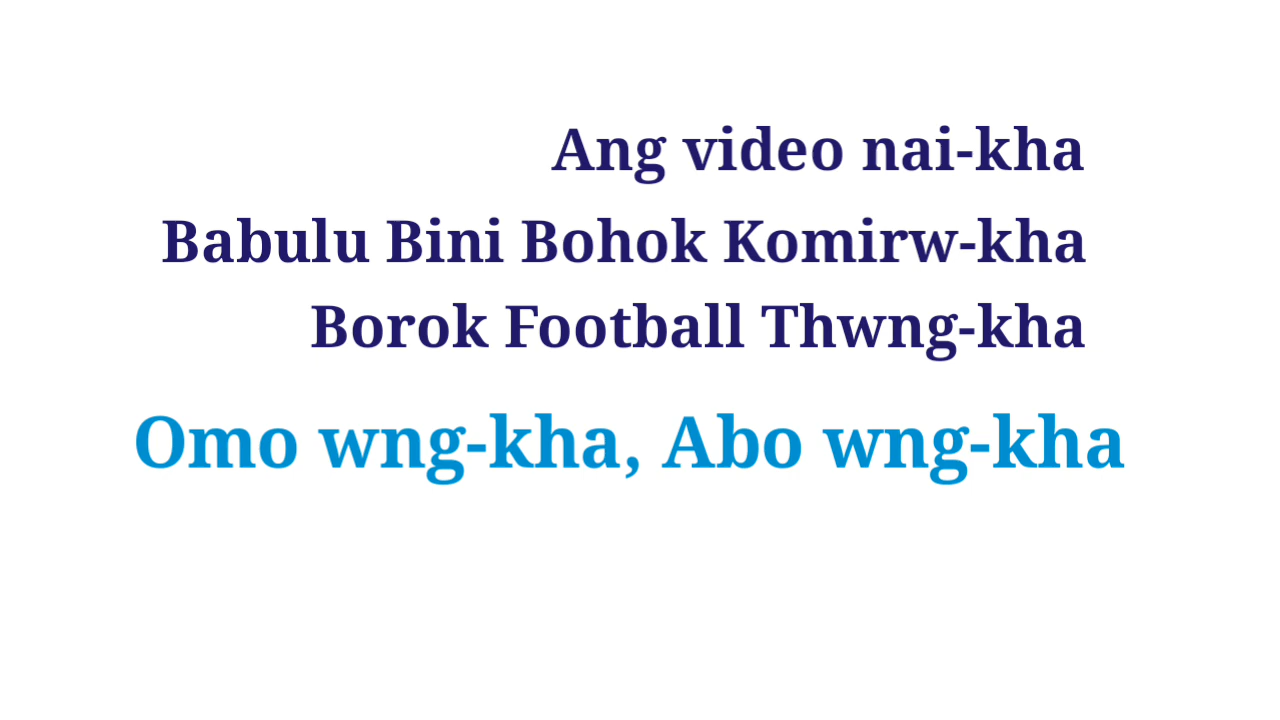 Ang video nai-kha
Babulu Bini Bohok Komirw-kha
Borok Football Thwng-kha
Omo wng-kha, Abo wng-kha